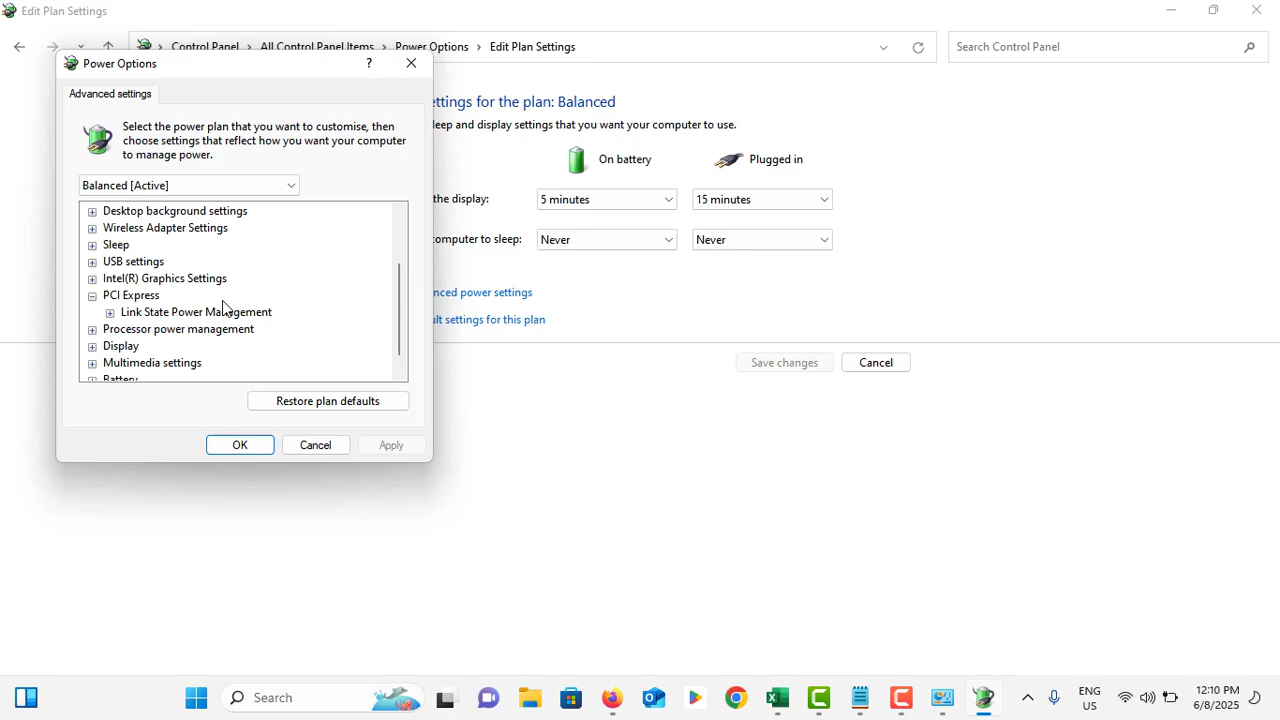 Edit Plan Settings
Control Panel > All Control Panel Items > Power Options > Edit Plan Settings
Search Control Panel
Power Options
?
Advanced settings
Select the power plan that you want to customise, then
choose settings that reflect how you want your computer
to manage power.
Balanced [Active]
Desktop background settings
Wireless Adapter Settings
Sleep
USB settings
Intel(R) Graphics Settings
PCI Express
Link State Power Management
Processor power management
Display
Multimedia settings
Battery
Restore plan defaults
OK
Cancel
Apply
ettings for the plan: Balanced
leep and display settings that you want your computer to use.
On battery
Plugged in
the display:
5 minutes
15 minutes
computer to sleep:
Never
Never
nced power settings
ult settings for this plan
Save changes
Cancel
Search
ENG
US
12:10 PM
6/8/2025